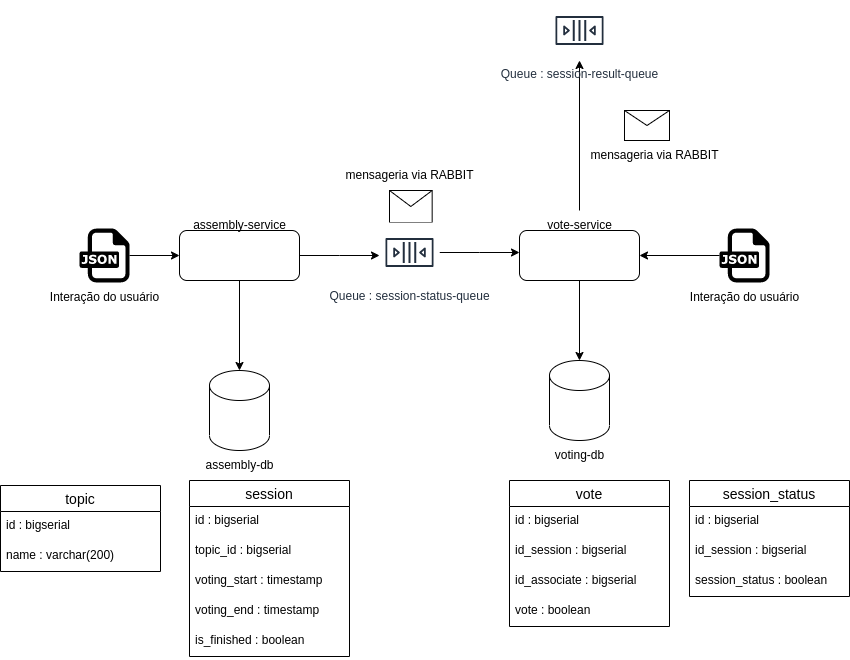 Queue : session-result-queue
mensageria via RABBIT
mensageria via RABBIT
assembly-service
vote-service
JSON
JSON
Interação do usuário
Queue : session-status-queue
Interação do usuário
assembly-db
voting-db
topic
id : bigserial
name : varchar(200)
session
id : bigserial
topic_id : bigserial
voting_start : timestamp
voting_end : timestamp
is_finished : boolean
vote
id : bigserial
id_session : bigserial
id_associate : bigserial
vote : boolean
session_status
id : bigserial
id_session : bigserial
session_status : boolean